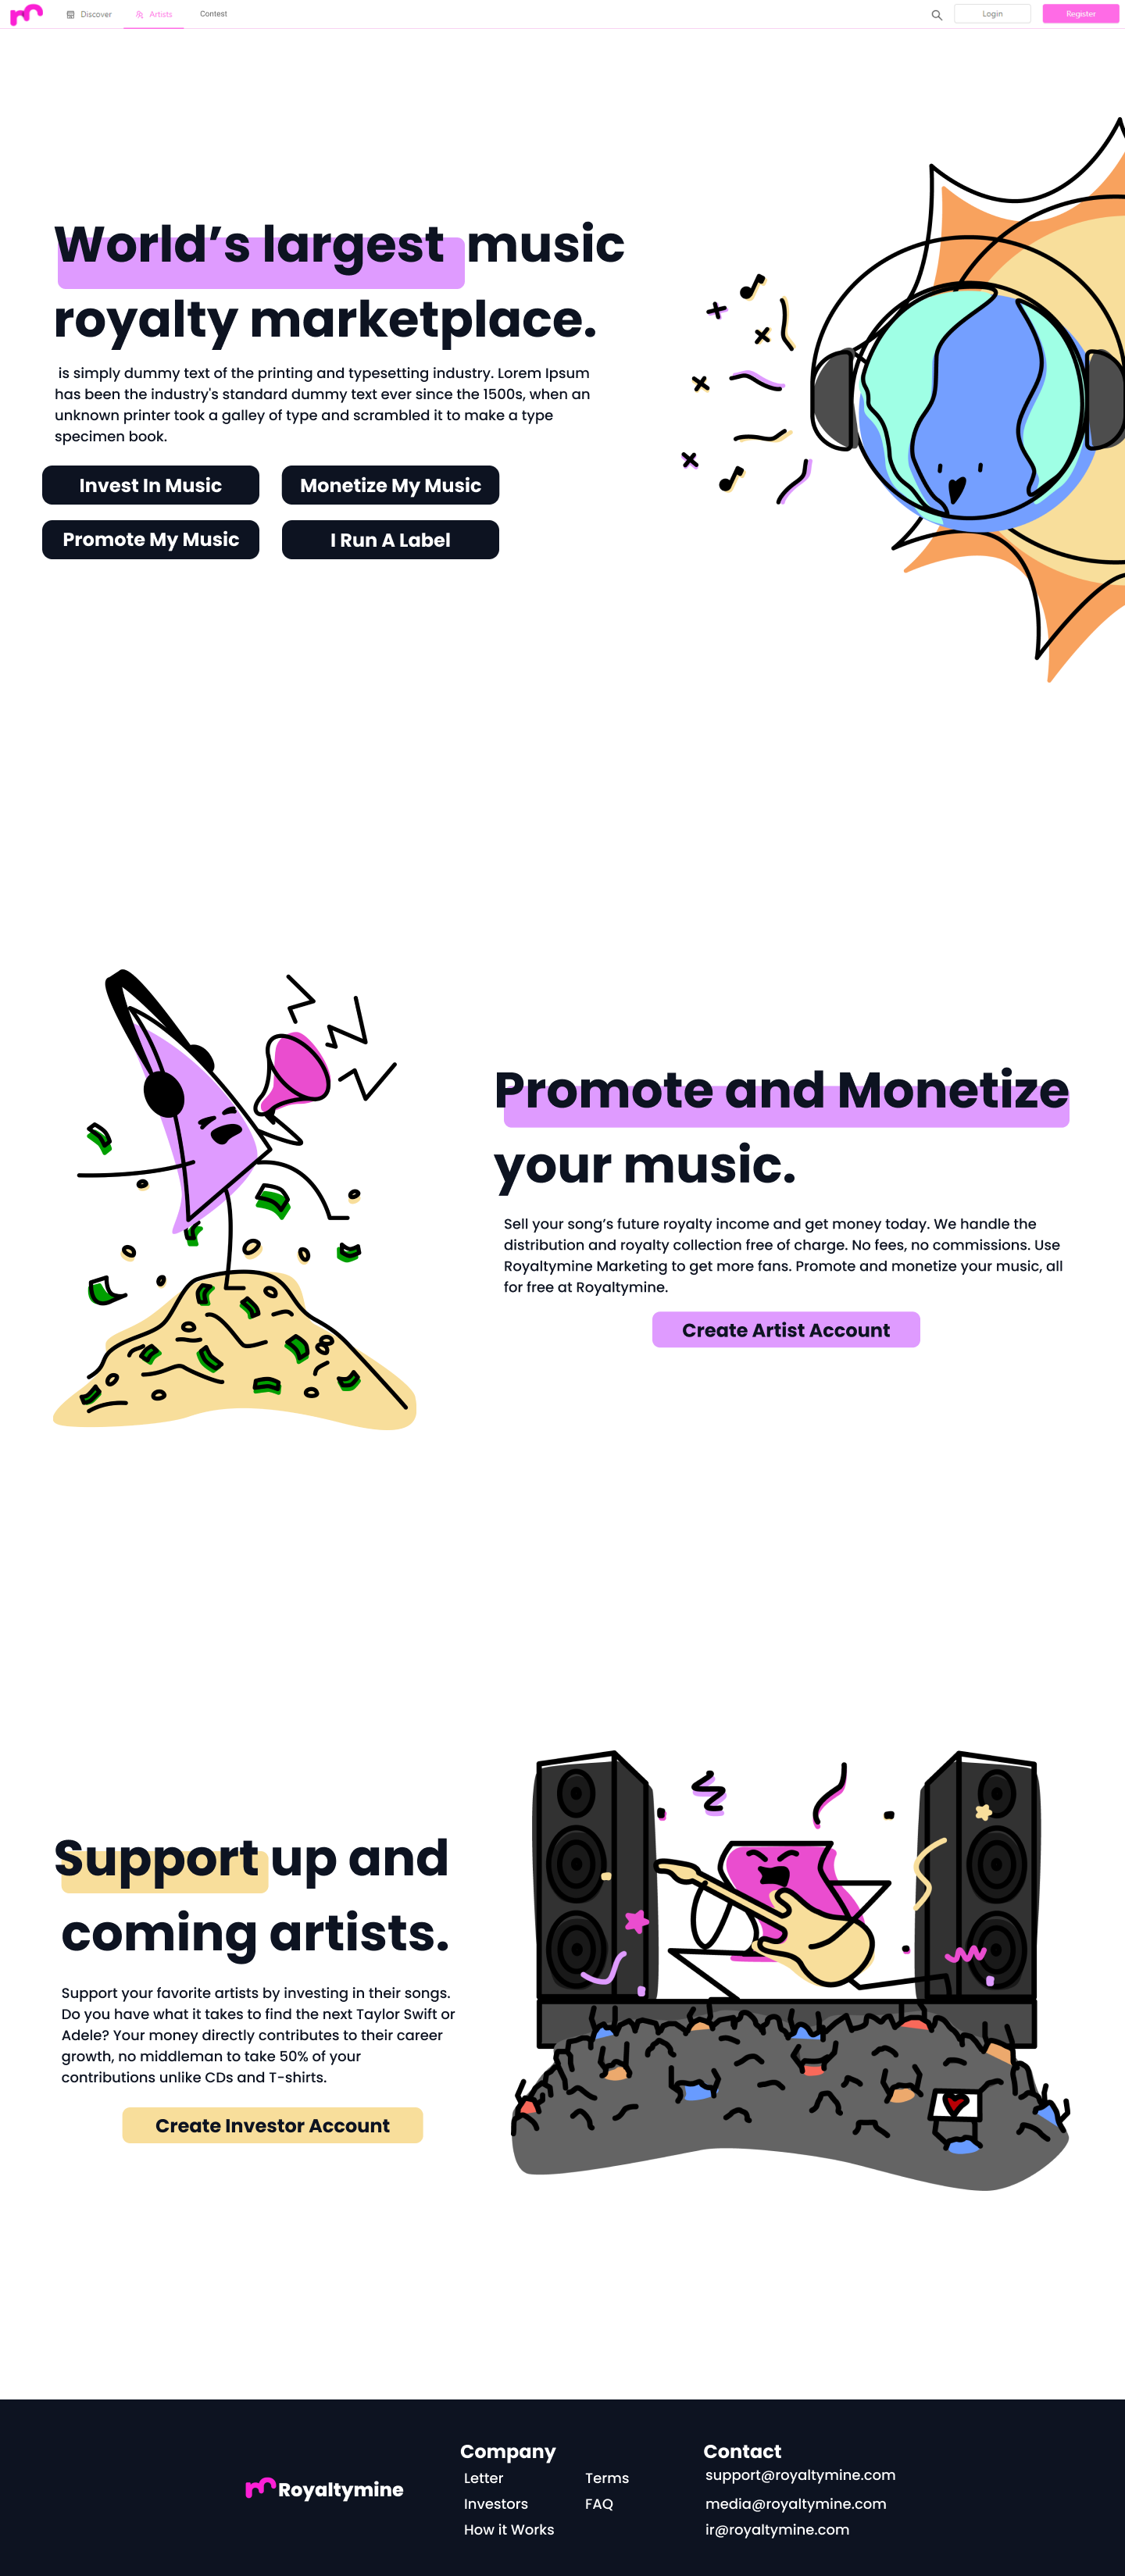 Discover
Artists
Contest
Login
Register
World’s largest music
royalty marketplace.
is simply dummy text of the printing and typesetting industry. Lorem Ipsum
has been the industry's standard dummy text ever since the 1500s, when an
unknown printer took a galley of type and scrambled it to make a type
specimen book.
Invest In Music
Monetize My Music
Promote My Music
I Run A Label
Promote and Monetize
your music.
Sell your song’s future royalty income and get money today. We handle the
distribution and royalty collection free of charge. No fees, no commissions. Use
Royaltymine Marketing to get more fans. Promote and monetize your music, all
for free at Royaltymine.
Create Artist Account
Support up and
coming artists.
Support your favorite artists by investing in their songs.
Do you have what it takes to find the next Taylor Swift or
Adele? Your money directly contributes to their career
growth, no middleman to take 50% of your
contributions unlike CDs and T-shirts.
Create Investor Account
Royaltymine
Company
Letter
Investors
How it Works
Terms
FAQ
Contact
support@royaltymine.com
media@royaltymine.com
ir@royaltymine.com